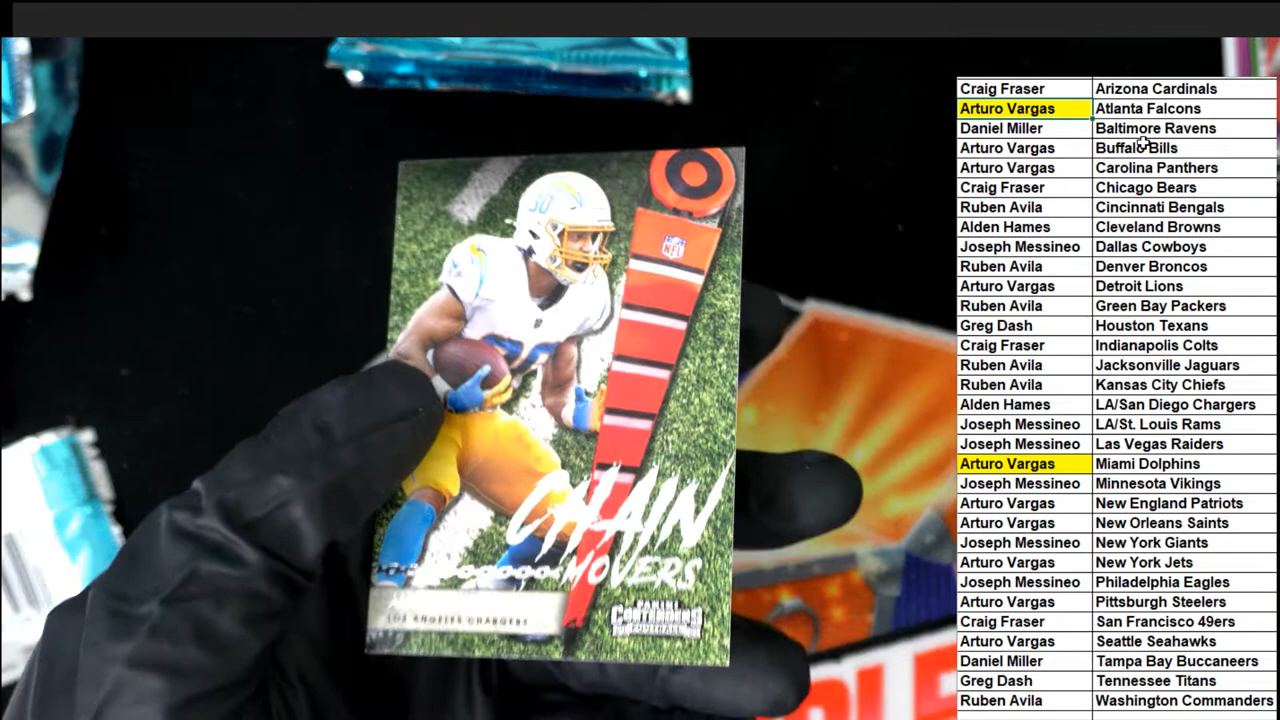 Craig Fraser Arizona Cardinals
Arturo Vargas Atlanta Falcons
Daniel Miller Baltimore Ravens
Arturo Vargas Buffalo Bills
Arturo Vargas Carolina Panthers
Craig Fraser Chicago Bears
Ruben Avila Cincinnati Bengals
Alden Hames Cleveland Browns
Joseph Messineo Dallas Cowboys
Ruben Avila Denver Broncos
Arturo Vargas Detroit Lions
Ruben Avila Green Bay Packers
Greg Dash Houston Texans
Craig Fraser Indianapolis Colts
Ruben Avila Jacksonville Jaguars
Ruben Avila Kansas City Chiefs
Alden Hames LA/San Diego Chargers
Joseph Messineo LA/St. Louis Rams
Joseph Messineo Las Vegas Raiders
Arturo Vargas Miami Dolphins
Joseph Messineo Minnesota Vikings
Arturo Vargas New England Patriots
Arturo Vargas New Orleans Saints
Joseph Messineo New York Giants
Arturo Vargas New York Jets
Joseph Messineo Philadelphia Eagles
Arturo Vargas Pittsburgh Steelers
Craig Fraser San Francisco 49ers
Arturo Vargas Seattle Seahawks
Daniel Miller Tampa Bay Buccaneers
Greg Dash Tennessee Titans
Ruben Avila Washington Commanders
30
NFL
CHAIN
MOVERS
LOS ANGELES CHARGERS
PANINI
CONTENDERS
FOOTBALL